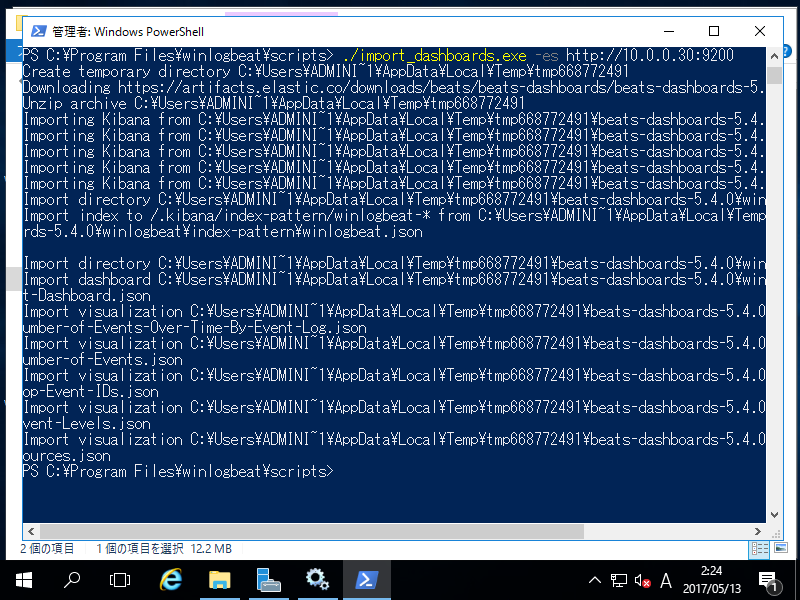 管理者: Windows PowerShell
PS C:¥Program Files¥winlogbeat¥scripts> ./import_dashboards.exe -es http://10.0.0.30:9200
Create temporary directory C:¥Users¥ADMINI~1¥AppData¥Local¥Temp¥tmp668772491
Downloading https://artifacts.elastic.co/downloads/beats/beats-dashboards/beats-dashboards-5.
Unzip archive C:¥Users¥ADMINI~1¥AppData¥Local¥Temp¥tmp668772491
Importing Kibana from C:¥Users¥ADMINI~1¥AppData¥Local¥Temp¥tmp668772491¥beats-dashboards-5.4.
Importing Kibana from C:¥Users¥ADMINI~1¥AppData¥Local¥Temp¥tmp668772491¥beats-dashboards-5.4.
Importing Kibana from C:¥Users¥ADMINI~1¥AppData¥Local¥Temp¥tmp668772491¥beats-dashboards-5.4.
Importing Kibana from C:¥Users¥ADMINI~1¥AppData¥Local¥Temp¥tmp668772491¥beats-dashboards-5.4.
Importing Kibana from C:¥Users¥ADMINI~1¥AppData¥Local¥Temp¥tmp668772491¥beats-dashboards-5.4.
Import directory C:¥Users¥ADMINI~1¥AppData¥Local¥Temp¥tmp668772491¥beats-dashboards-5.4.0¥win
Import index to /.kibana/index-pattern/winlogbeat-* from C:¥Users¥ADMINI~1¥AppData¥Local¥Temp
rds-5.4.0¥winlogbeat¥index-pattern¥winlogbeat.json
Import directory C:¥Users¥ADMINI~1¥AppData¥Local¥Temp¥tmp668772491¥beats-dashboards-5.4.0¥win
Import dashboard C:¥Users¥ADMINI~1¥AppData¥Local¥Temp¥tmp668772491¥beats-dashboards-5.4.0¥win
t-Dashboard.json
Import visualization C:¥Users¥ADMINI~1¥AppData¥Local¥Temp¥tmp668772491¥beats-dashboards-5.4.0
umber-of-Events-Over-Time-By-Event-Log.json
Import visualization C:¥Users¥ADMINI~1¥AppData¥Local¥Temp¥tmp668772491¥beats-dashboards-5.4.0
umber-of-Events.json
Import visualization C:¥Users¥ADMINI~1¥AppData¥Local¥Temp¥tmp668772491¥beats-dashboards-5.4.0
op-Event-IDs.json
Import visualization C:¥Users¥ADMINI~1¥AppData¥Local¥Temp¥tmp668772491¥beats-dashboards-5.4.0
vent-Levels.json
Import visualization C:¥Users¥ADMINI~1¥AppData¥Local¥Temp¥tmp668772491¥beats-dashboards-5.4.0
ources.json
PS C:¥Program Files¥winlogbeat¥scripts>
2 個の項目 1 個の項目を選択 12.2 MB
A 2:24 1
2017/05/13